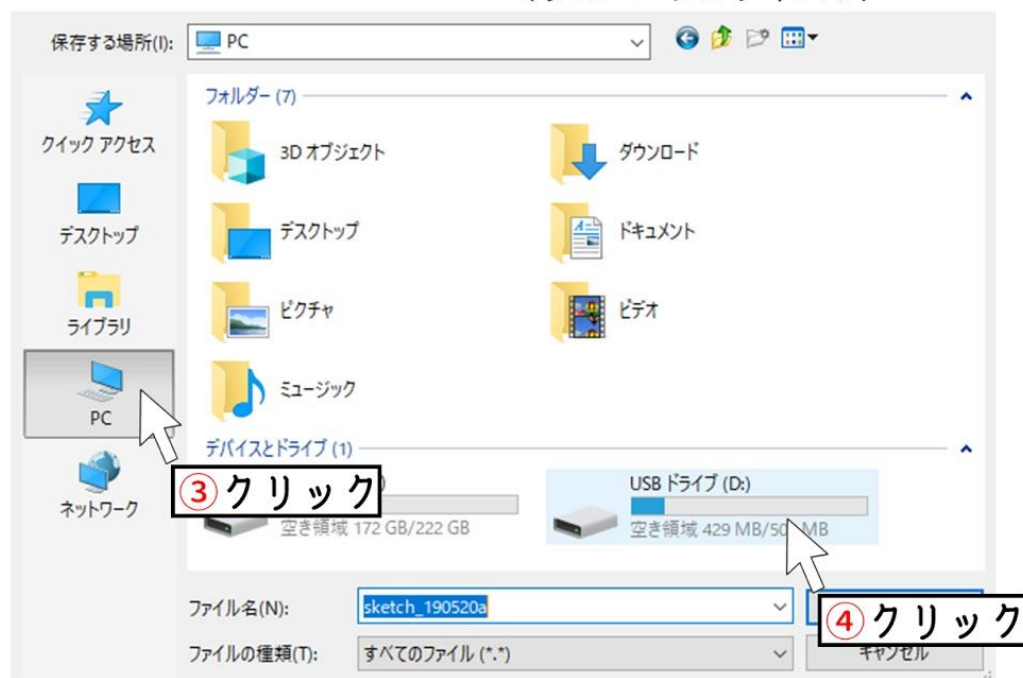 保存する場所(I):
PC
フォルダー (7)
クイック アクセス
3D オブジェクト
ダウンロード
デスクトップ
デスクトップ
ドキュメント
ライブラリ
ピクチャ
ビデオ
PC
ミュージック
デバイスとドライブ (1)
③クリック
USB ドライブ (D:)
ネットワーク
空き領域 172 GB/222 GB
空き領域 429 MB/
MB
ファイル名(N):
sketch_190520a
④クリック
ファイルの種類(T):
すべてのファイル (*.*)
キャンセル